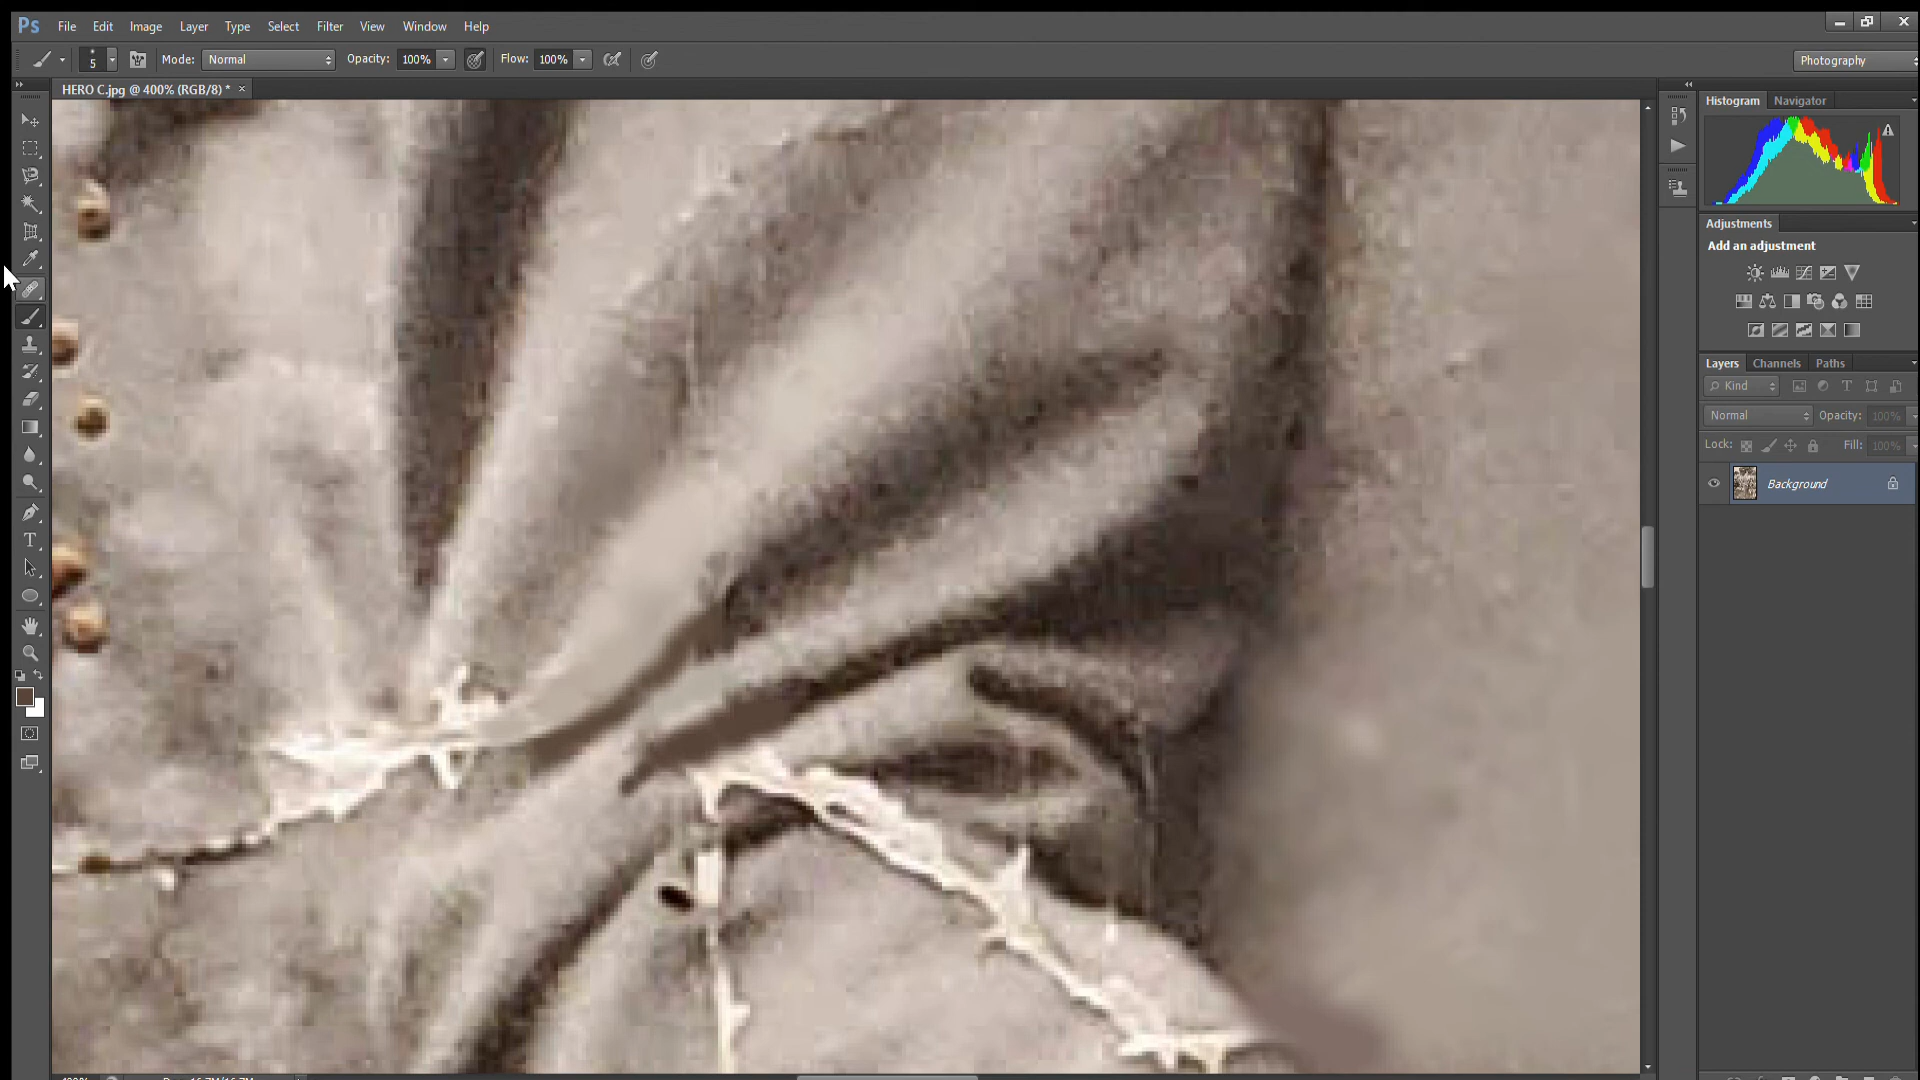 Ps File Edit Image Layer Type Select Filter View Window Help
5 Mode: Normal Opacity: 100% Flow: 100% Photography
HERO C.jpg @ 400% (RGB/8) * ×
Histogram Navigator
Adjustments
Add an adjustment
Layers Channels Paths
Kind
Normal Opacity: 100%
Lock: Fill: 100%
Background